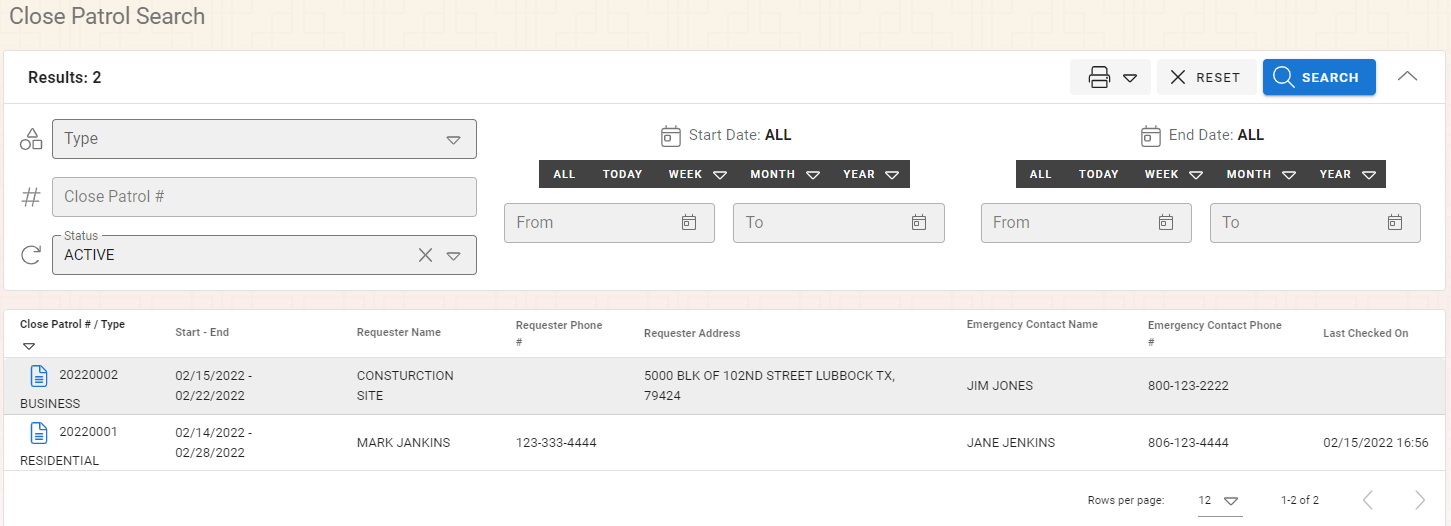 Close Patrol Search
Results: 2
RESET
SEARCH
Type
Close Patrol #
Status
ACTIVE
Start Date: ALL
ALL TODAY WEEK MONTH YEAR
From To
End Date: ALL
ALL TODAY WEEK MONTH YEAR
From To
Close Patrol # / Type
Start - End
Requester Name
Requester Phone
#
Requester Address
Emergency Contact Name
Emergency Contact Phone
#
Last Checked On
20220002
BUSINESS
02/15/2022 -
02/22/2022
CONSTURCTION
SITE
5000 BLK OF 102ND STREET LUBBOCK TX,
79424
JIM JONES
800-123-2222
20220001
RESIDENTIAL
02/14/2022 -
02/28/2022
MARK JANKINS
123-333-4444
JANE JENKINS
806-123-4444
02/15/2022 16:56
Rows per page: 12 1-2 of 2